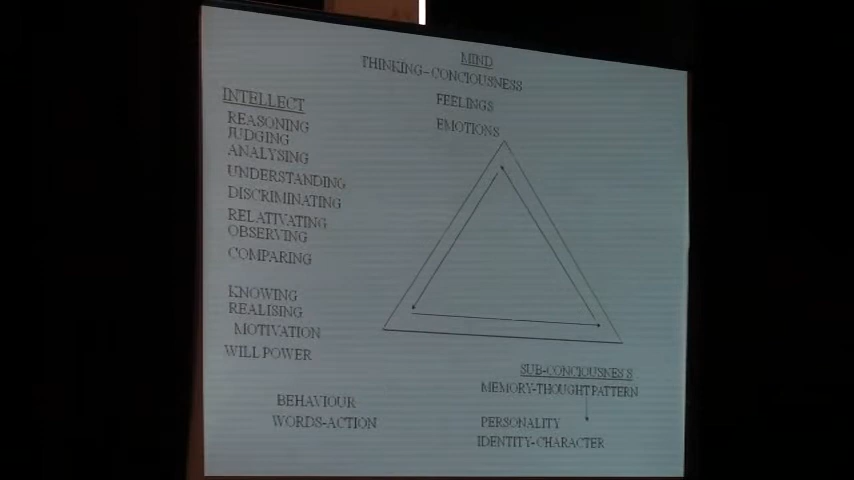 MIND
THINKING-CONCIOUSNESS
FEELINGS
EMOTIONS
INTELLECT
REASONING
JUDGING
ANALYSING
UNDERSTANDING
DISCRIMINATING
RELATIVATING
OBSERVING
COMPARING
KNOWING
REALISING
MOTIVATION
WILL POWER
BEHAVIOUR
WORDS-ACTION
SUB-CONCIOUSNESS
MEMORY-THOUGHT PATTERN
PERSONALITY
IDENTITY-CHARACTER